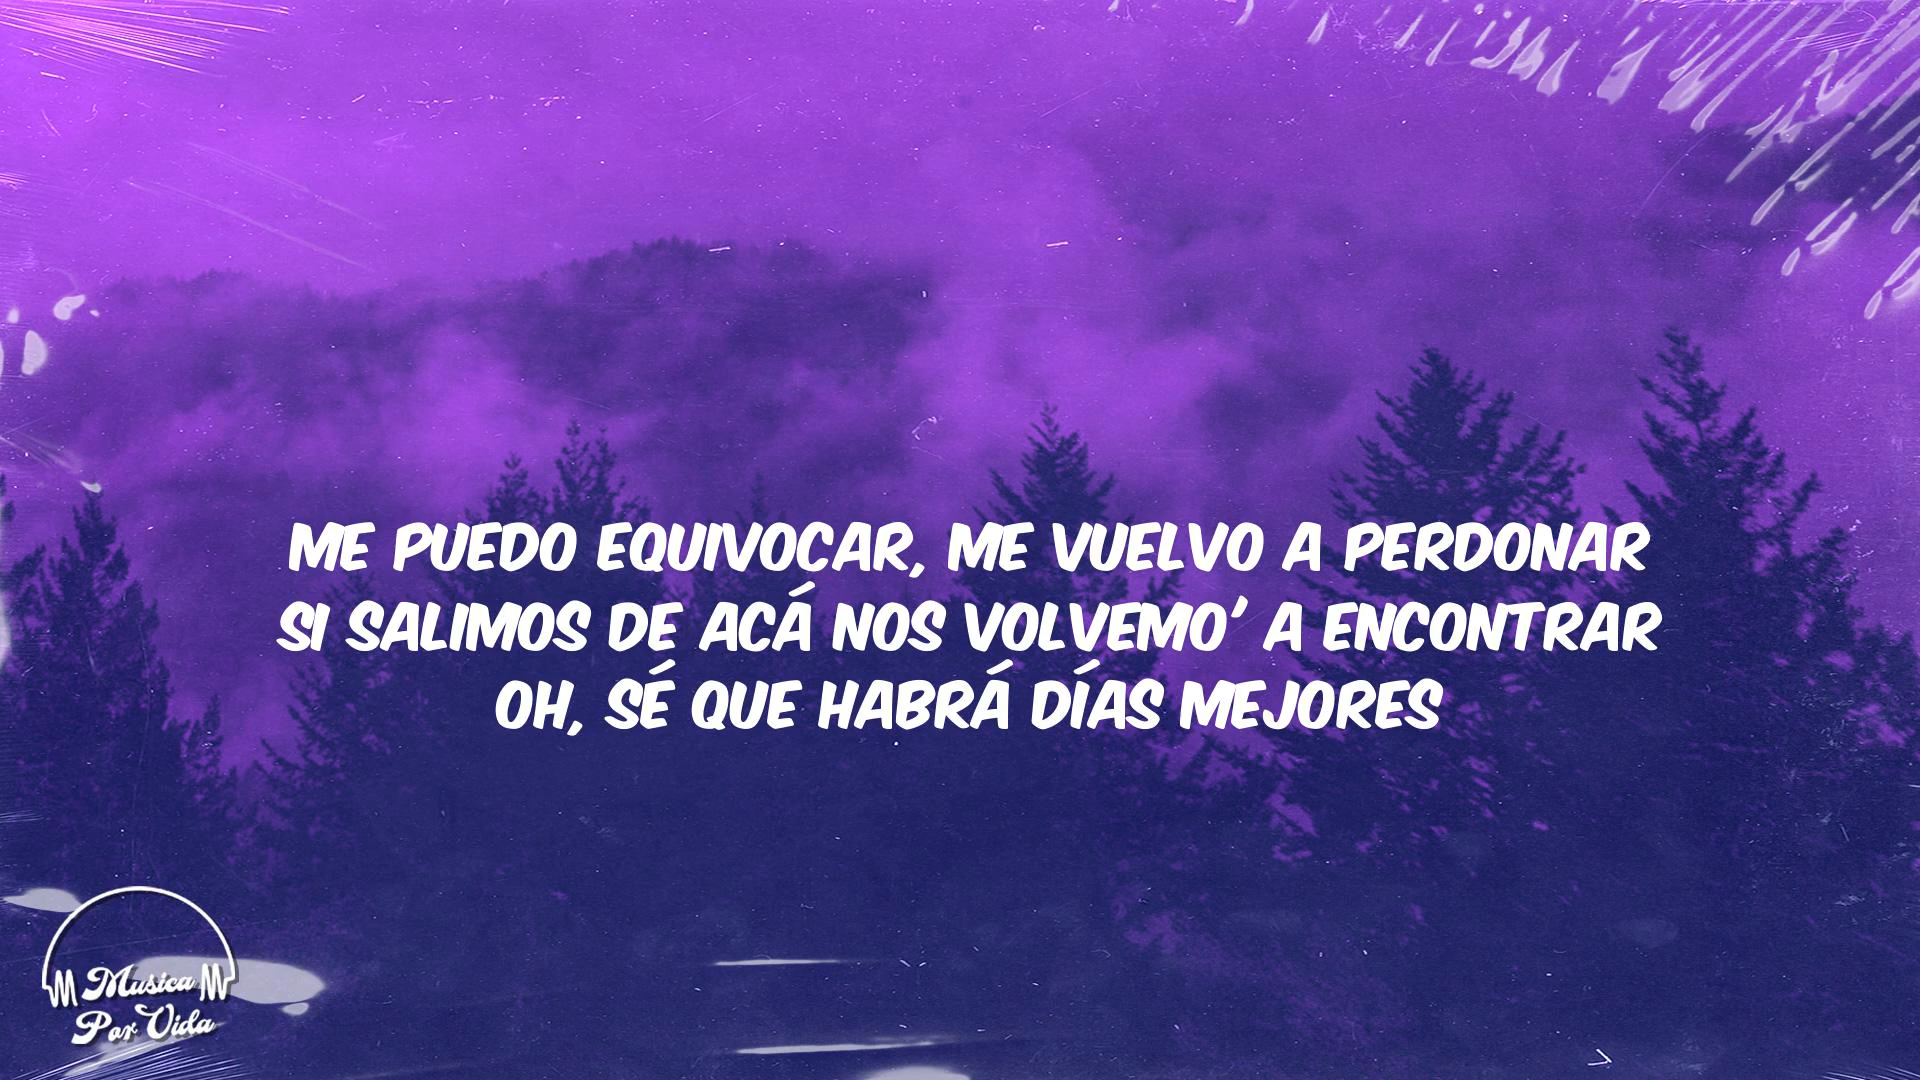 ME PUEDO EQUIVOCAR, ME VUELVO A PERDONAR
SI SALIMOS DE ACÁ NOS VOLVEMO' A ENCONTRAR
OH, SÉ QUE HABRÁ DÍAS MEJORES
Musica
Por Vida